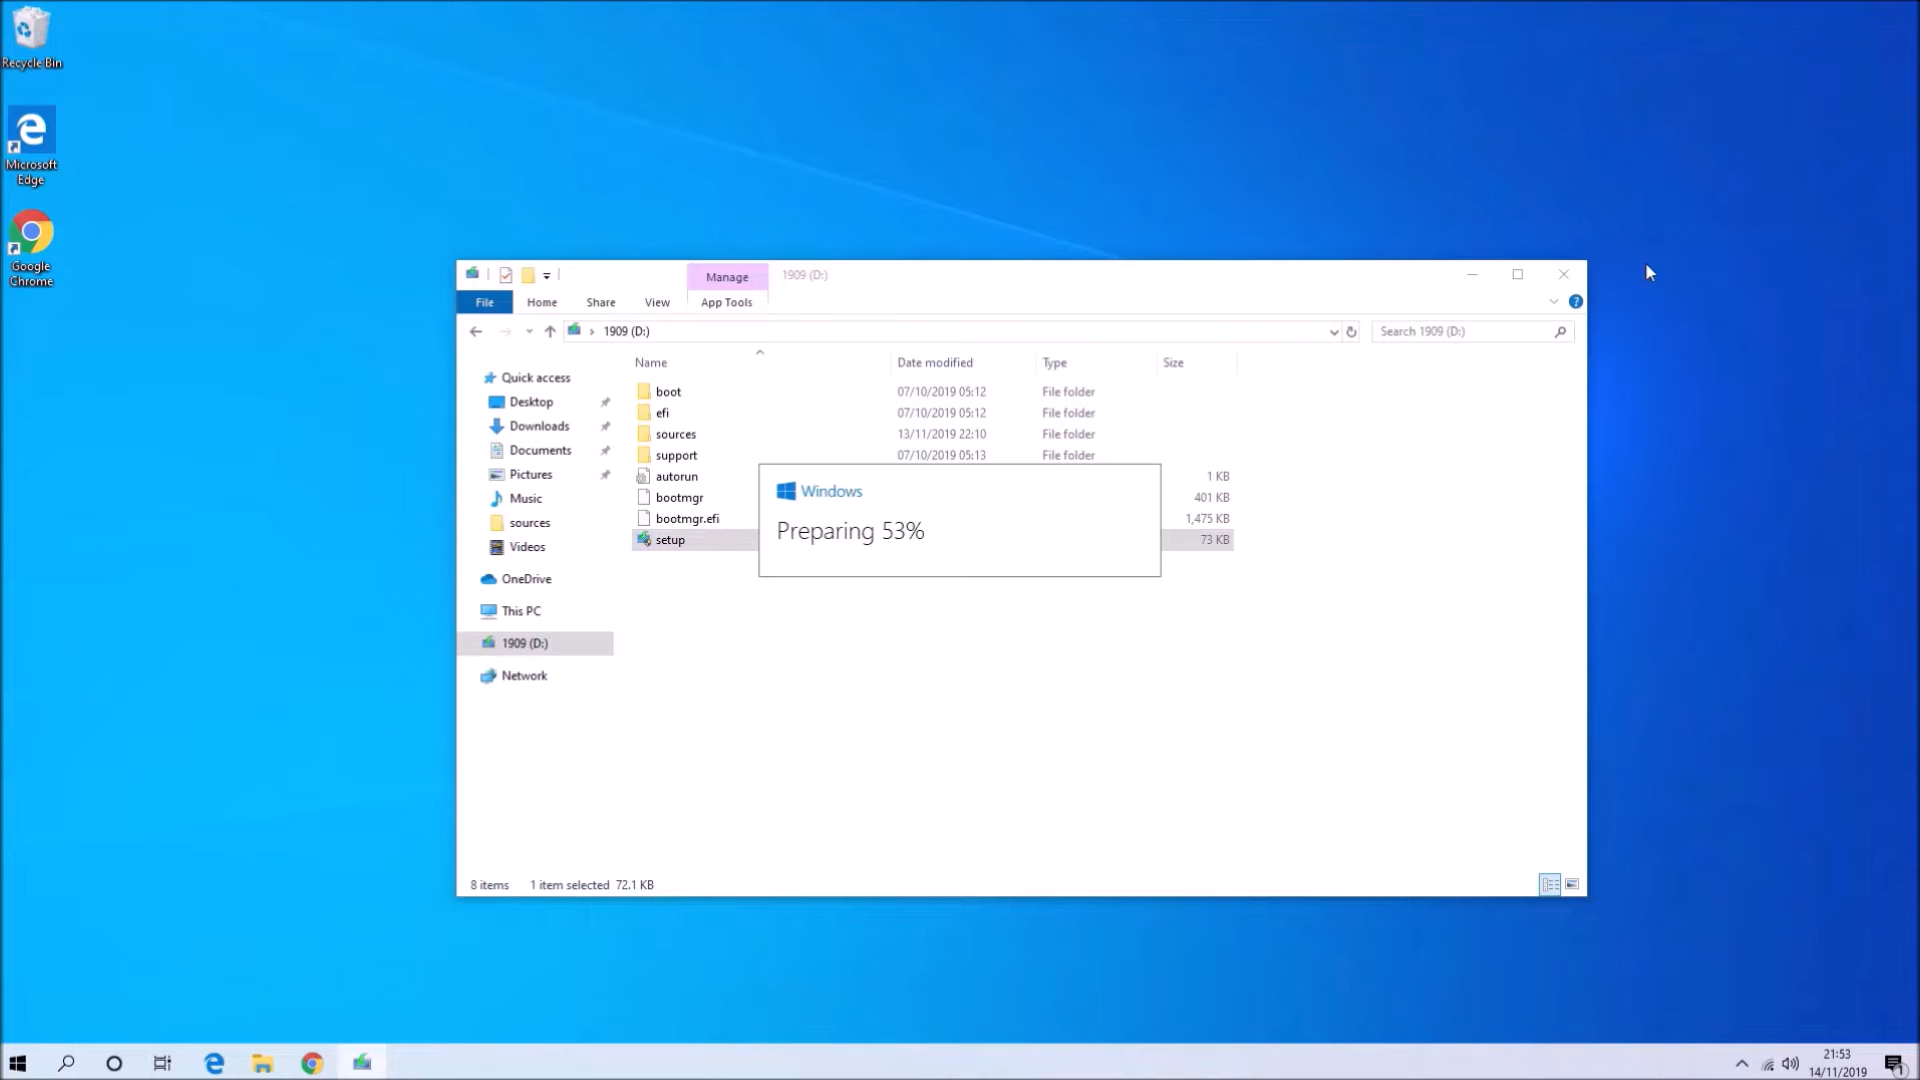 Recycle Bin
Microsoft
Edge
Google
Chrome
Manage
1909 (D:)
File
Home
Share
View
App Tools
1909 (D:)
Search 1909 (D:)
Name
Date modified
Type
Size
Quick access
Desktop
Downloads
Documents
Pictures
Music
sources
Videos
OneDrive
This PC
1909 (D:)
Network
boot 07/10/2019 05:12 File folder
efi 07/10/2019 05:12 File folder
sources 13/11/2019 22:10 File folder
support 07/10/2019 05:13 File folder
autorun 1 KB
bootmgr 401 KB
bootmgr.efi 1,475 KB
setup 73 KB
Windows
Preparing 53%
8 items 1 item selected 72.1 KB
21:53
14/11/2019
1